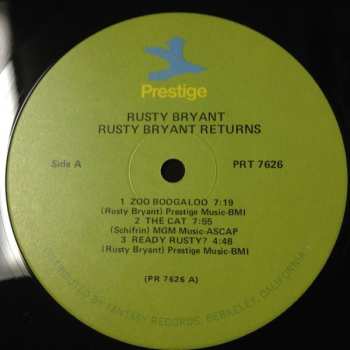 Prestige
RUSTY BRYANT
RUSTY BRYANT RETURNS
Side A
PRT 7626
1 ZOO BOOGALOO 7:19
(Rusty Bryant) Prestige Music-BMI
2 THE CAT 7:55
(Schifrin) MGM Music-ASCAP
3 READY RUSTY? 4:46
(Rusty Bryant) Prestige Music-BMI
(PR 7626 A)
DISTRIBUTED BY FANTASY RECORDS, BERKELEY, CALIFORNIA